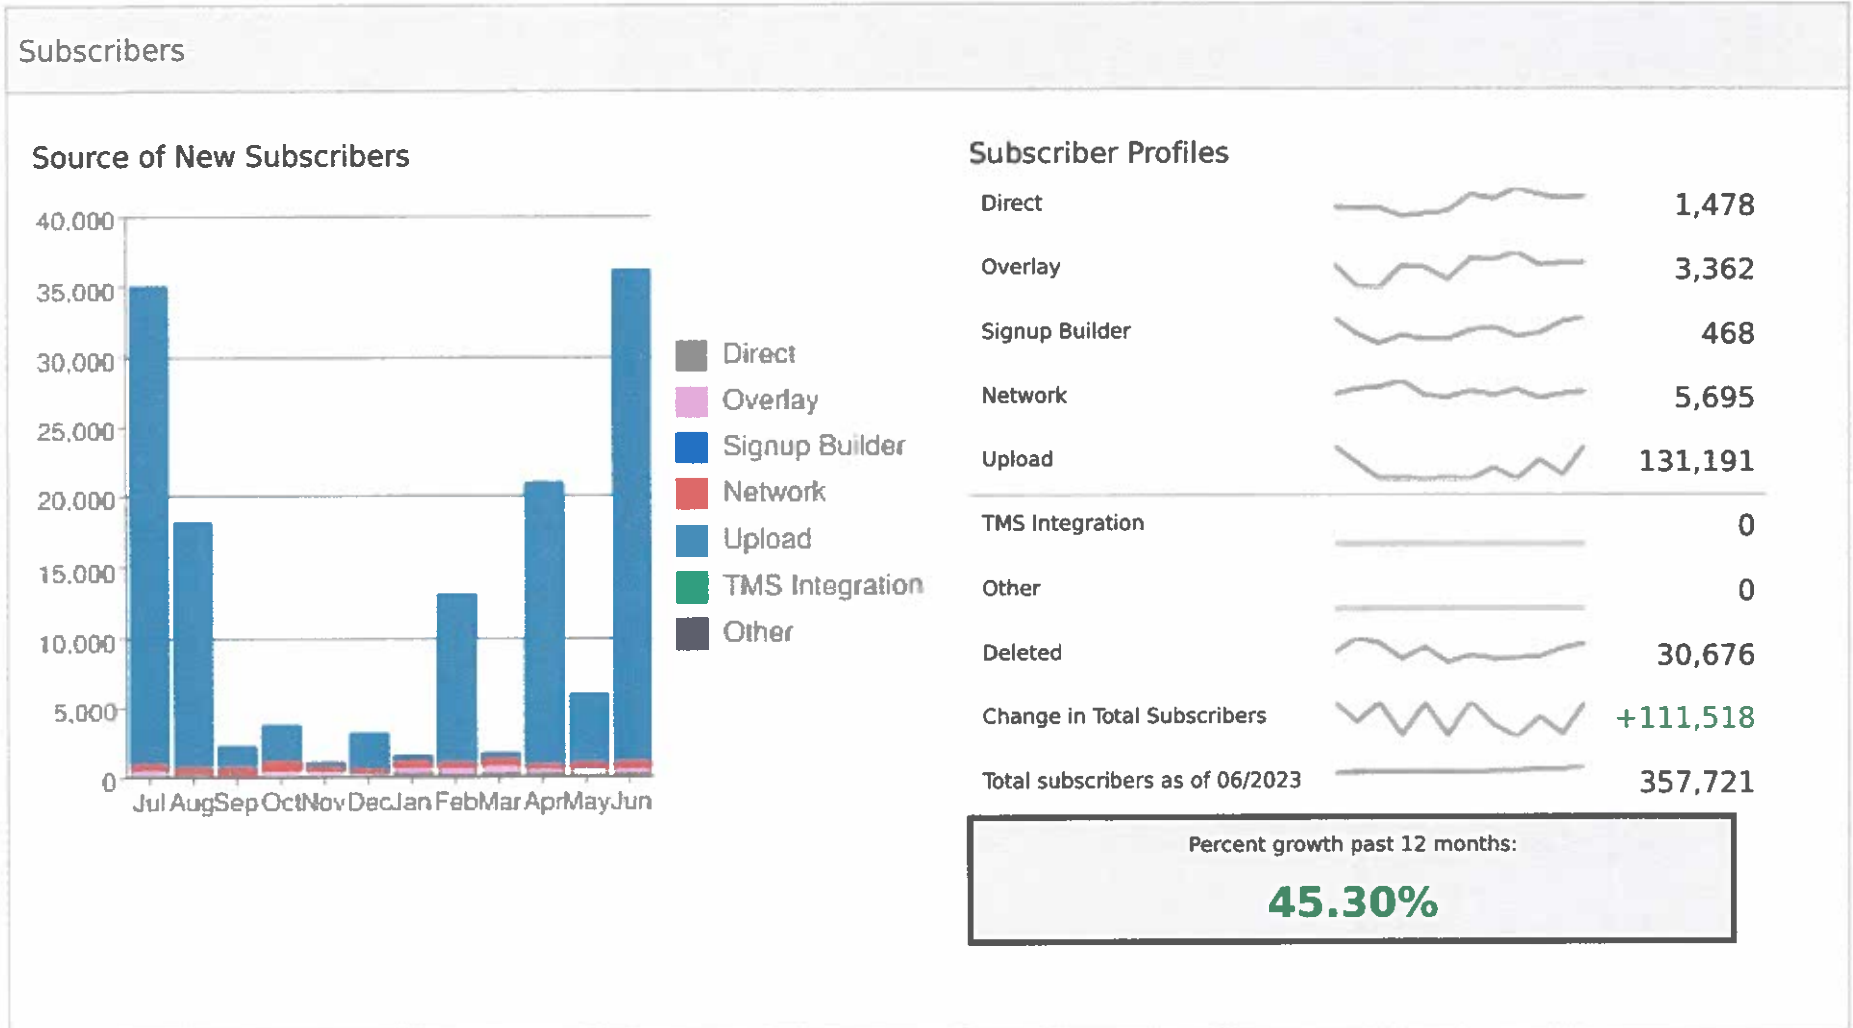 Subscribers
Source of New Subscribers
40,000
35,000
30,000
25,000
20,000
15,000
10,000
5,000
0
Jul Aug Sep Oct Nov Dec Jan Feb Mar Apr May Jun
Direct
Overlay
Signup Builder
Network
Upload
TMS Integration
Other
Subscriber Profiles
Direct 1,478
Overlay 3,362
Signup Builder 468
Network 5,695
Upload 131,191
TMS Integration 0
Other 0
Deleted 30,676
Change in Total Subscribers +111,518
Total subscribers as of 06/2023 357,721
Percent growth past 12 months:
45.30%